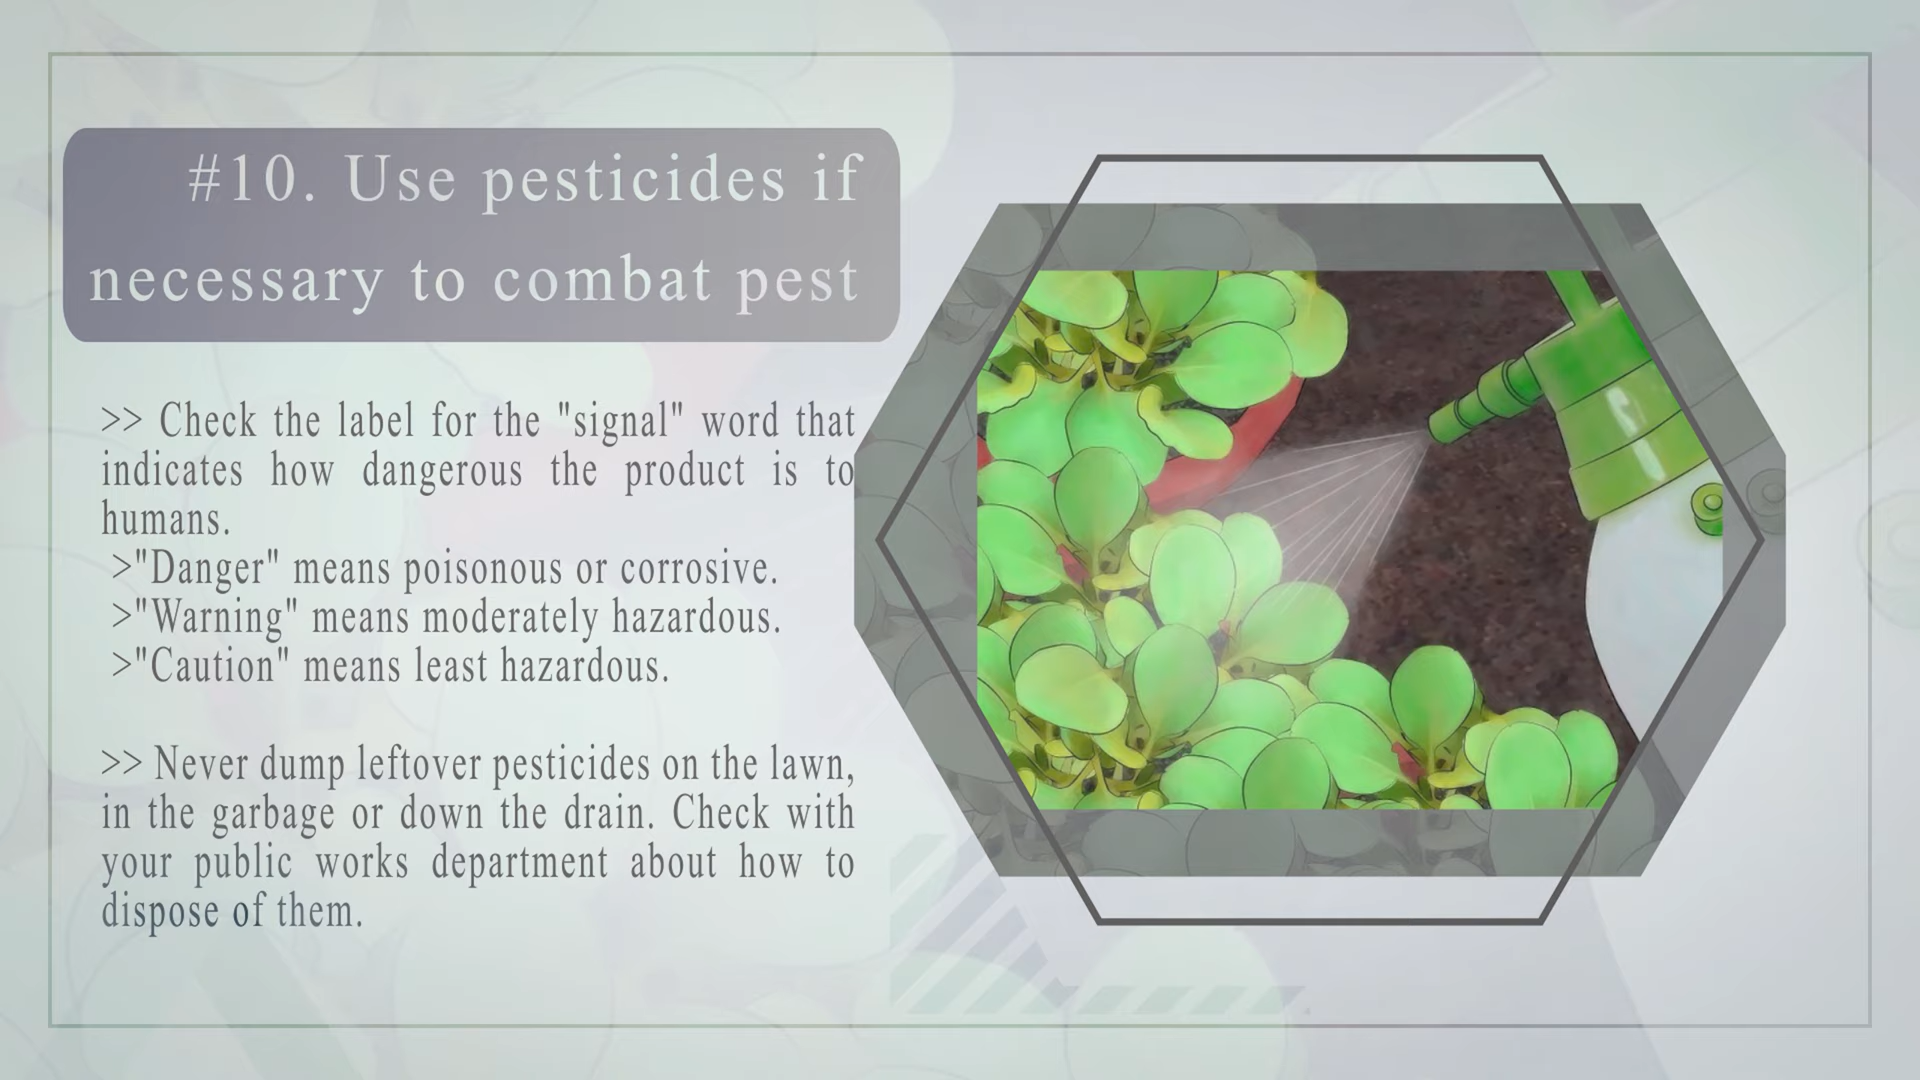 #10. Use pesticides if
necessary to combat pest
>> Check the label for the "signal" word that
indicates how dangerous the product is to
humans.
>"Danger" means poisonous or corrosive.
>"Warning" means moderately hazardous.
>"Caution" means least hazardous.
>> Never dump leftover pesticides on the lawn,
in the garbage or down the drain. Check with
your public works department about how to
dispose of them.